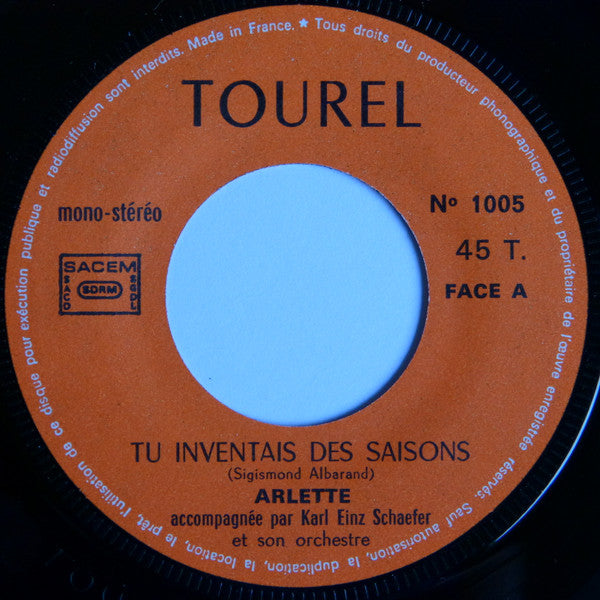 TOUREL
mono-stéréo
Nº 1005
SACEM
SACD
SDRM
SGDL
45 T.
FACE A
TU INVENTAIS DES SAISONS
(Sigismond Albarand)
ARLETTE
accompagnée par Karl Einz Schaefer
et son orchestre
Made in France. * Tous droits du producteur phonographique et du propriétaire de l'œuvre enregistrée réservés. Sauf autorisation, la duplication, la location, le prêt, l'utilisation de ce disque pour exécution publique et radiodiffusion sont interdits.